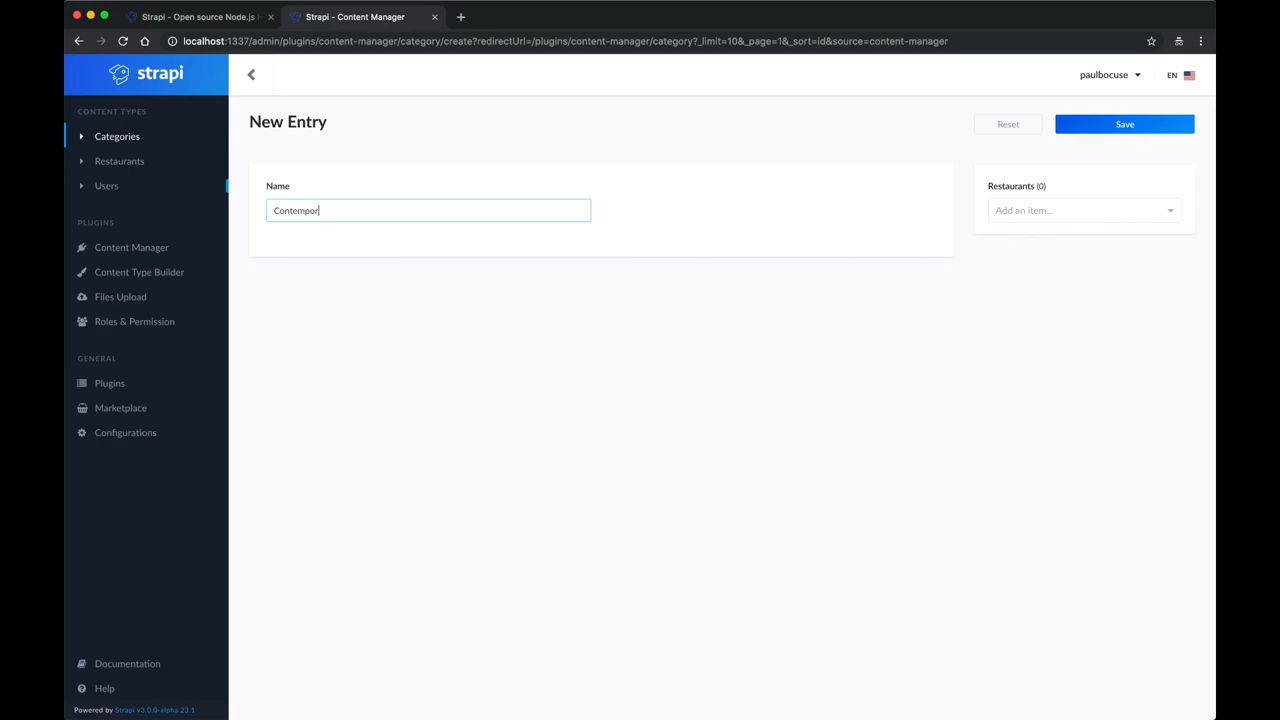 Strapi - Open source Node.js
Strapi - Content Manager
localhost:1337/admin/plugins/content-manager/category/create?redirectUrl=/plugins/content-manager/category?_limit=10&_page=1&_sort=id&source=content-manager
strapi
paulbocuse
EN
CONTENT TYPES
Categories
Restaurants
Users
PLUGINS
Content Manager
Content Type Builder
Files Upload
Roles & Permission
GENERAL
Plugins
Marketplace
Configurations
Documentation
Help
Powered by Strapi v3.0.0-alpha.23.1
New Entry
Reset
Save
Name
Contempor
Restaurants (0)
Add an item...